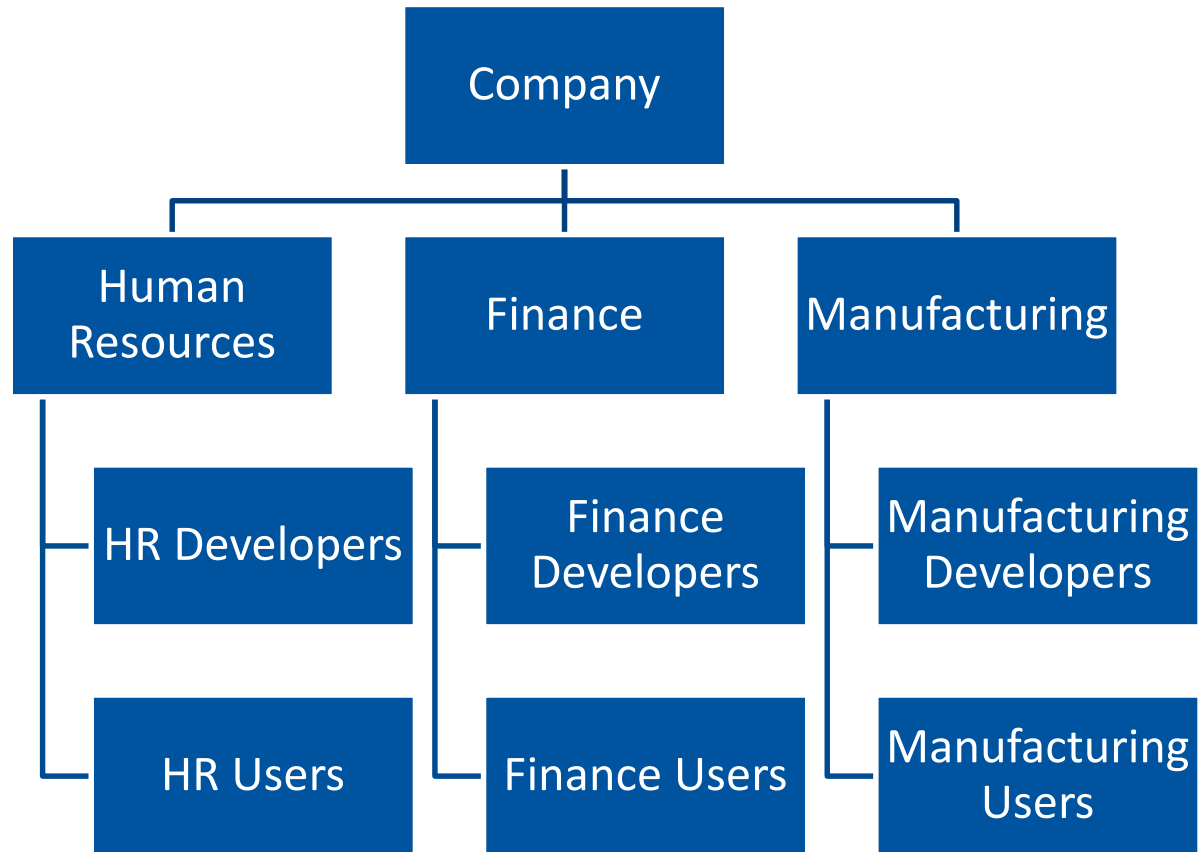 Company
Human
Resources
Finance
Manufacturing
HR Developers
Finance
Developers
Manufacturing
Developers
HR Users
Finance Users
Manufacturing
Users